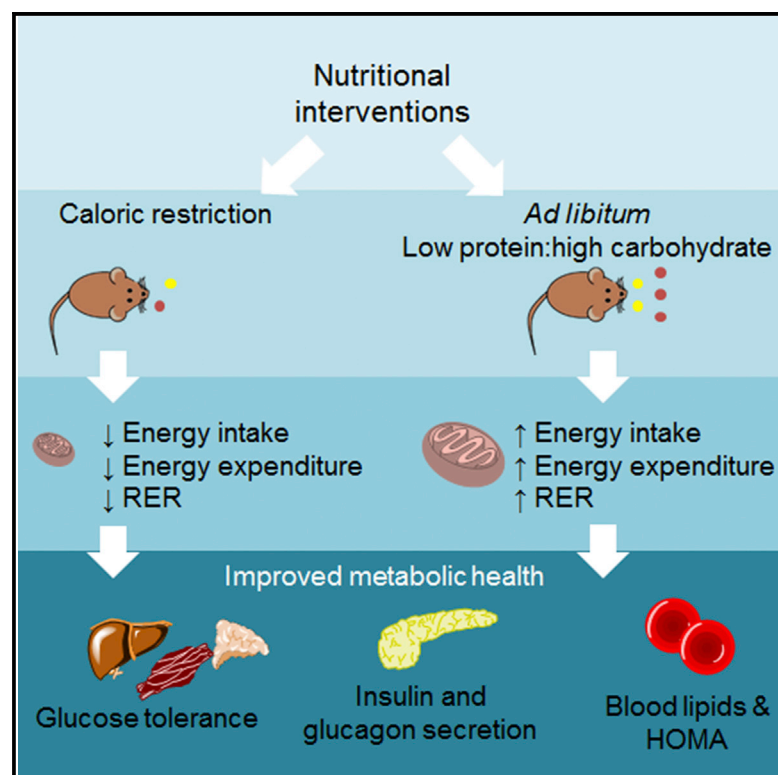 Nutritional
interventions
Caloric restriction
Ad libitum
Low protein:high carbohydrate
↓ Energy intake
↓ Energy expenditure
↓ RER
↑ Energy intake
↑ Energy expenditure
↑ RER
Improved metabolic health
Glucose tolerance
Insulin and
glucagon secretion
Blood lipids &
HOMA